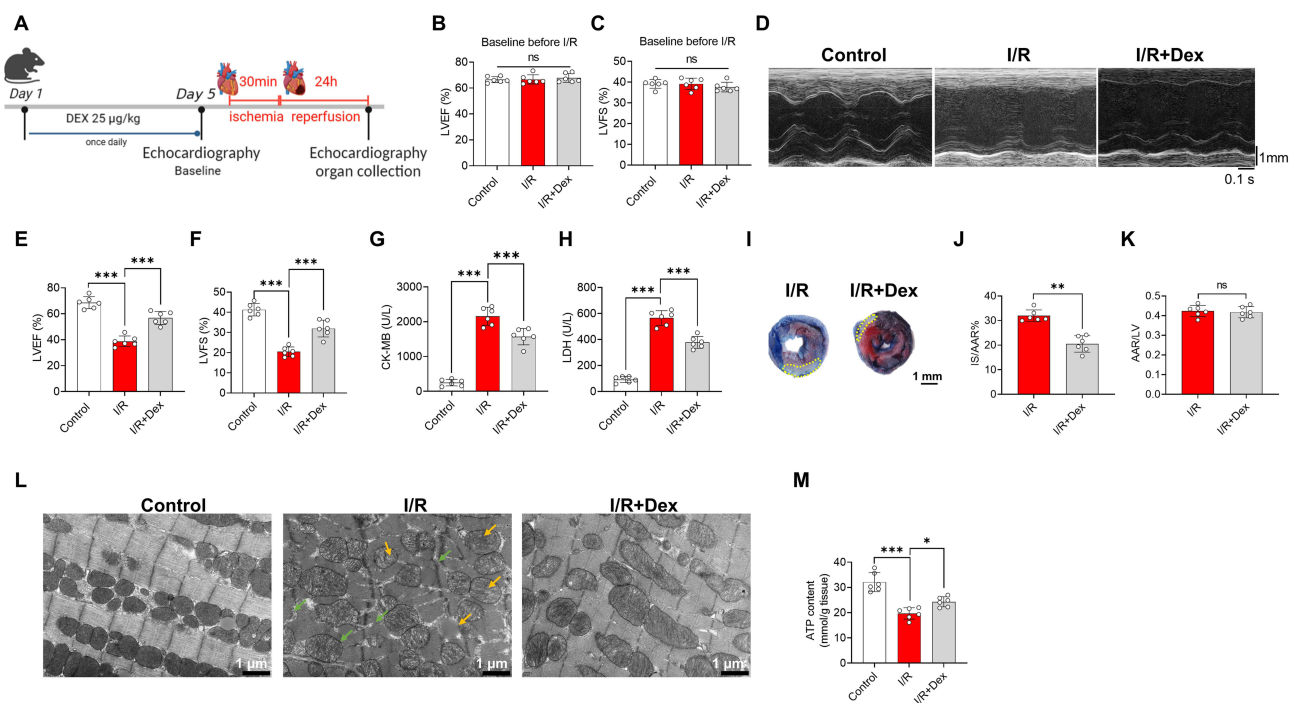 A
Day 1
Day 5
30min
24h
ischemia
reperfusion
DEX 25 µg/kg
once daily
Echocardiography
Baseline
Echocardiography
organ collection
B
Baseline before I/R
ns
LVEF (%)
80
60
40
20
0
Control
I/R
I/R+Dex
C
Baseline before I/R
ns
LVFS (%)
50
40
30
20
10
0
Control
I/R
I/R+Dex
D
Control
I/R
I/R+Dex
1mm
0.1 s
E
***
***
LVEF (%)
80
60
40
20
0
Control
I/R
I/R+Dex
F
***
***
LVFS (%)
50
40
30
20
10
0
Control
I/R
I/R+Dex
G
***
***
CK-MB (U/L)
3000
2000
1000
0
Control
I/R
I/R+Dex
H
***
***
LDH (U/L)
800
600
400
200
0
Control
I/R
I/R+Dex
I
I/R
I/R+Dex
1 mm
J
**
IS/AAR%
40
30
20
10
0
I/R
I/R+Dex
K
ns
AAR/LV
0.5
0.4
0.3
0.2
0.1
0.0
I/R
I/R+Dex
L
Control
I/R
I/R+Dex
1 µm
1 µm
1 µm
M
***
*
ATP content
(mmol/g tissue)
40
30
20
10
0
Control
I/R
I/R+Dex